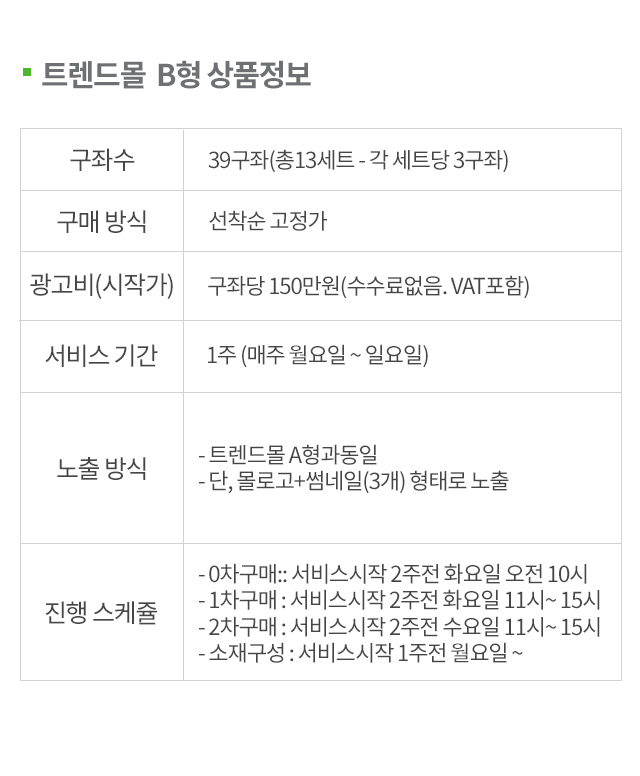 트렌드몰 B형 상품정보
구좌수
39구좌(총13세트 - 각 세트당 3구좌)
구매 방식
선착순 고정가
광고비(시작가)
구좌당 150만원(수수료없음. VAT포함)
서비스 기간
1주 (매주 월요일 ~ 일요일)
노출 방식
- 트렌드몰 A형과동일
- 단, 몰로고+썸네일(3개) 형태로 노출
진행 스케쥴
- 0차구매:: 서비스시작 2주전 화요일 오전 10시
- 1차구매 : 서비스시작 2주전 화요일 11시~ 15시
- 2차구매 : 서비스시작 2주전 수요일 11시~ 15시
- 소재구성 : 서비스시작 1주전 월요일 ~